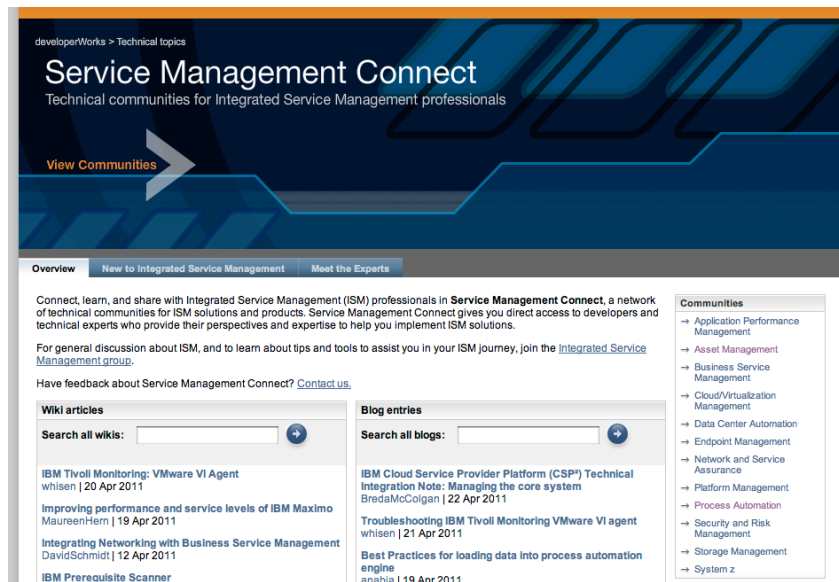 developerWorks > Technical topics
Service Management Connect
Technical communities for Integrated Service Management professionals
View Communities
Overview
New to Integrated Service Management
Meet the Experts
Connect, learn, and share with Integrated Service Management (ISM) professionals in Service Management Connect, a network
of technical communities for ISM solutions and products. Service Management Connect gives you direct access to developers and
technical experts who provide their perspectives and expertise to help you implement ISM solutions.
For general discussion about ISM, and to learn about tips and tools to assist you in your ISM journey, join the Integrated Service
Management group.
Have feedback about Service Management Connect? Contact us.
Wiki articles
Search all wikis:
IBM Tivoli Monitoring: VMware VI Agent
whisen | 20 Apr 2011
Improving performance and service levels of IBM Maximo
MaureenHern | 19 Apr 2011
Integrating Networking with Business Service Management
DavidSchmidt | 12 Apr 2011
IBM Prerequisite Scanner
Blog entries
Search all blogs:
IBM Cloud Service Provider Platform (CSP²) Technical
Integration Note: Managing the core system
BredaMcColgan | 22 Apr 2011
Troubleshooting IBM Tivoli Monitoring VMware VI agent
whisen | 21 Apr 2011
Best Practices for loading data into process automation
engine
anabia | 19 Apr 2011
Communities
→ Application Performance
Management
→ Asset Management
→ Business Service
Management
→ Cloud/Virtualization
Management
→ Data Center Automation
→ Endpoint Management
→ Network and Service
Assurance
→ Platform Management
→ Process Automation
→ Security and Risk
Management
→ Storage Management
→ System z